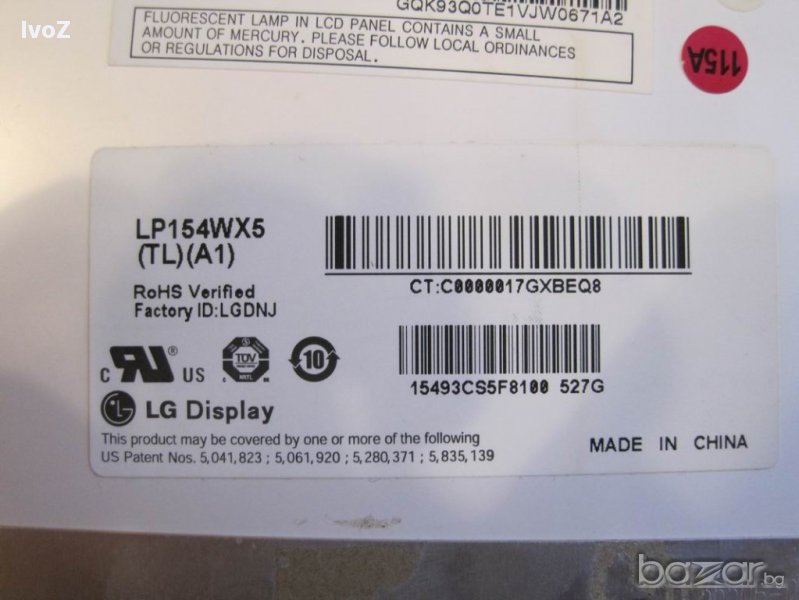 IvoZ
GQK93Q0TE1VJW0671A2
FLUORESCENT LAMP IN LCD PANEL CONTAINS A SMALL
AMOUNT OF MERCURY. PLEASE FOLLOW LOCAL ORDINANCES
OR REGULATIONS FOR DISPOSAL.
115A
LP154WX5
(TL)(A1)
CT:C0000017GXBEQ8
RoHS Verified
Factory ID:LGDNJ
15493CS5F8100 527G
c RU ® US
TÜV
10
LG Display
This product may be covered by one or more of the following
US Patent Nos. 5,041,823 ; 5,061,920 ; 5,280,371 ; 5,835,139
MADE IN CHINA
bazar.bg